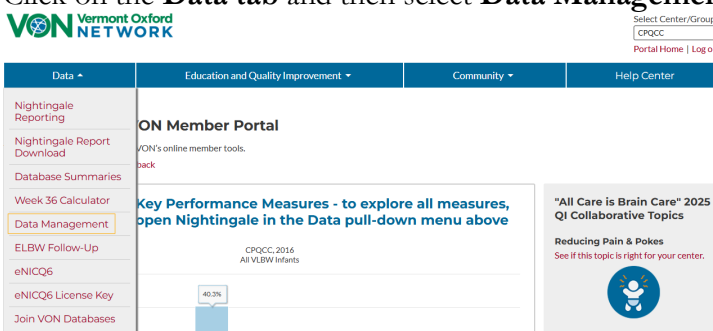 Click on the Data tab and then select Data Management
VON Vermont Oxford
NETWORK
Select Center/Group
CPQCC
Portal Home | Log o
Data
Education and Quality Improvement
Community
Help Center
Nightingale
Reporting
Nightingale Report
Download
Database Summaries
Week 36 Calculator
Data Management
ELBW Follow-Up
eNICQ6
eNICQ6 License Key
Join VON Databases
VON Member Portal
VON's online member tools.
back
Key Performance Measures - to explore all measures,
open Nightingale in the Data pull-down menu above
CPQCC, 2016
All VLBW Infants
40.3%
"All Care is Brain Care" 2025
QI Collaborative Topics
Reducing Pain & Pokes
See if this topic is right for your center.